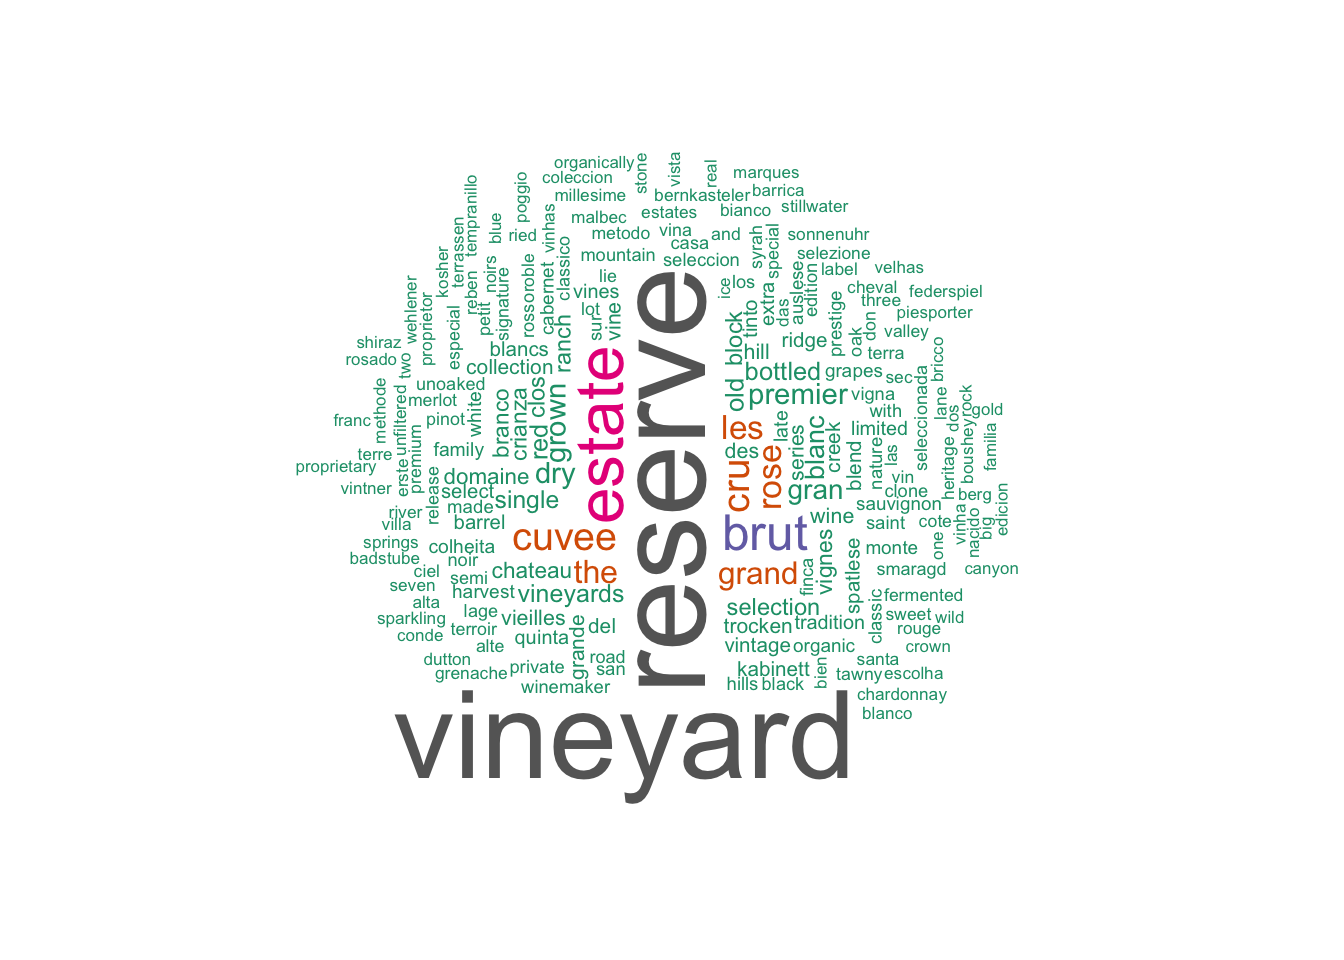 organically
coleccion
stone
vista
real
marques
barrica
millesime
bernkasteler
stillwater
malbec
estates
bianco
poggio
tempranillo
blue
ried
vinhas
metodo
vina
casa
and
syrah
special
sonnenuhr
selezione
mountain
seleccion
classico
terrassen
kosher
reben
noirs
signature
rossoroble
cabernet
lie
vines
lot
sur
vine
ice
los
tinto
extra
das
auslese
edition
label
velhas
cheval
three
federspiel
piesporter
valley
don
oak
prestige
ridge
terra
wehlener
proprietor
especial
petit
blancs
ranch
collection
shiraz
rosado
two
unoaked
merlot
block
old
hill
bottled
grapes
sec
premier
vigna
with
limited
bricco
lane
seleccionada
dos
rock
boushey
gold
familia
heritage
franc
methode
unfiltered
pinot
white
branco
crianza
red
clos
grown
estate
reserve
les
late
des
series
blanc
creek
blend
nature
las
terre
proprietary
vintner
erste
premium
family
domaine
dry
select
single
release
made
cru
rose
gran
vin
clone
sauvignon
berg
edicion
big
nacido
vinha
one
cote
saint
wine
river
villa
springs
badstube
barrel
colheita
noir
cuvee
the
brut
grand
vignes
finca
monte
smaragd
canyon
ciel
seven
semi
chateau
harvest
vineyards
spatlese
fermented
classic
sweet
wild
rouge
alta
sparkling
conde
lage
terroir
vieilles
alte
quinta
del
grande
selection
trocken
tradition
vintage
organic
crown
dutton
grenache
private
road
san
winemaker
kabinett
hills
black
bien
santa
tawny
escolha
chardonnay
blanco
vineyard